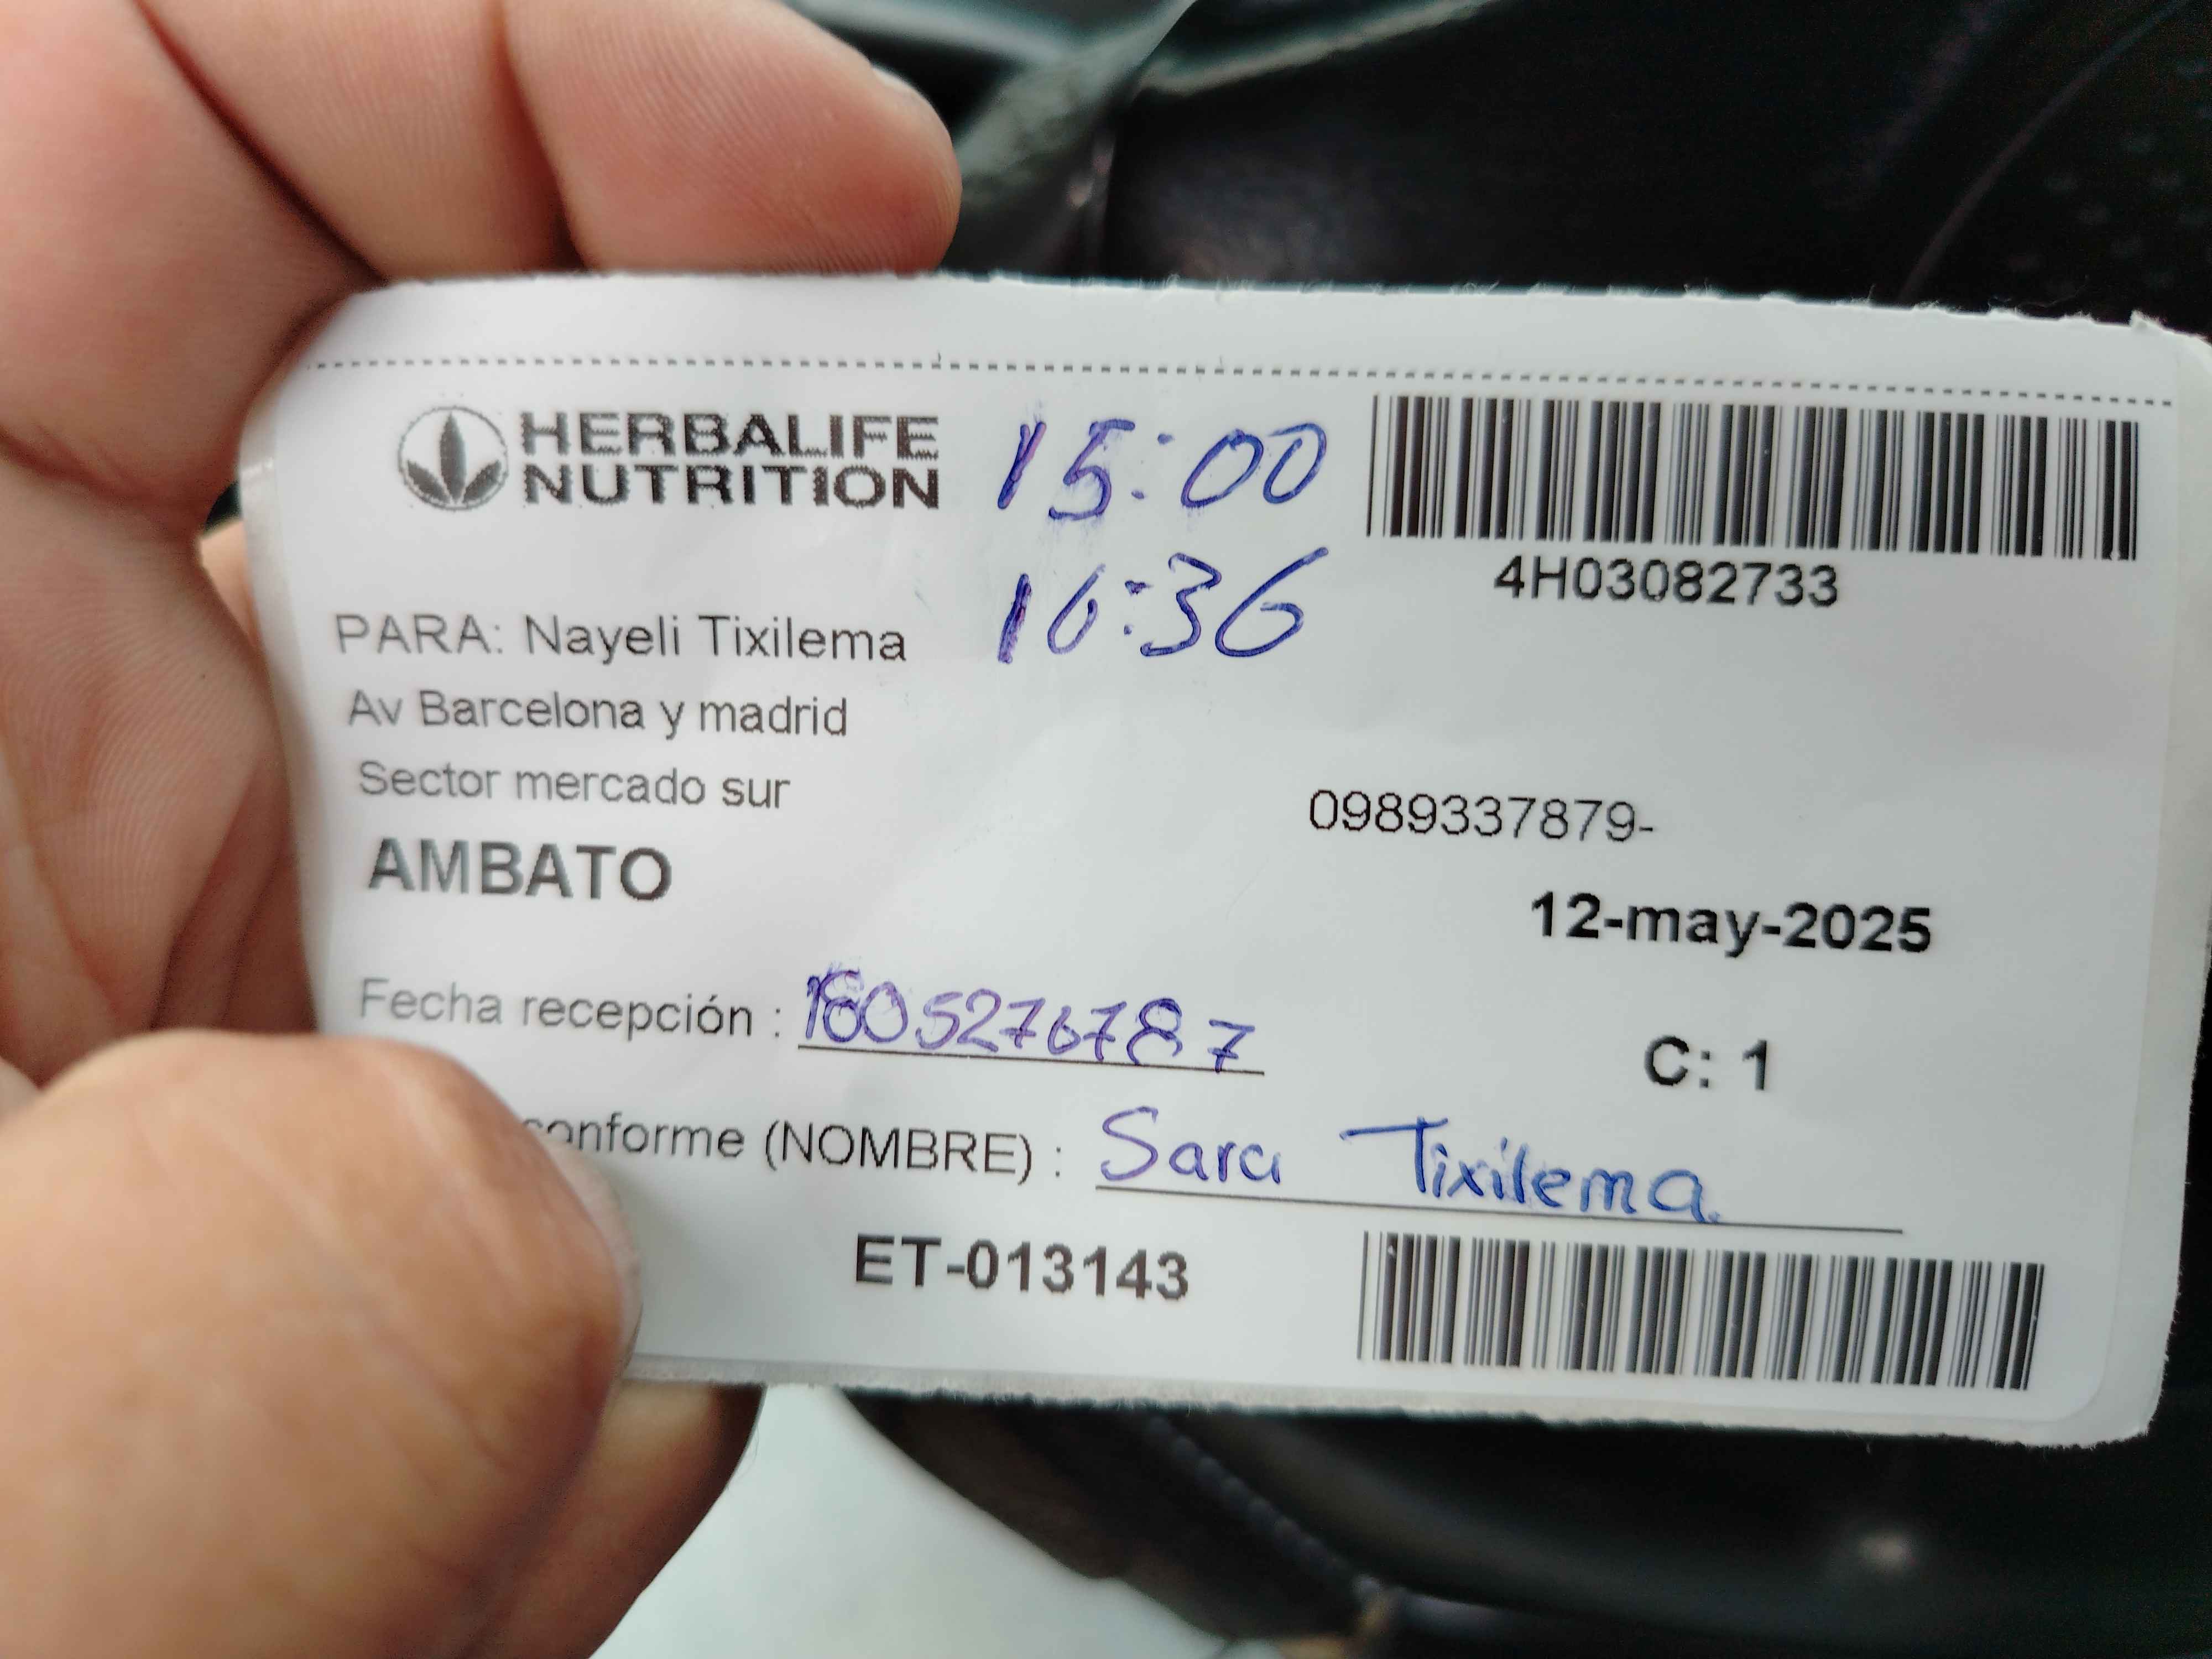 HERBALIFE
NUTRITION
15:00
16:36
4H03082733
PARA: Nayeli Tixilema
Av Barcelona y madrid
Sector mercado sur
0989337879-
AMBATO
12-may-2025
Fecha recepción : 1805276787
C: 1
conforme (NOMBRE) : Sara Tixilema
ET-013143